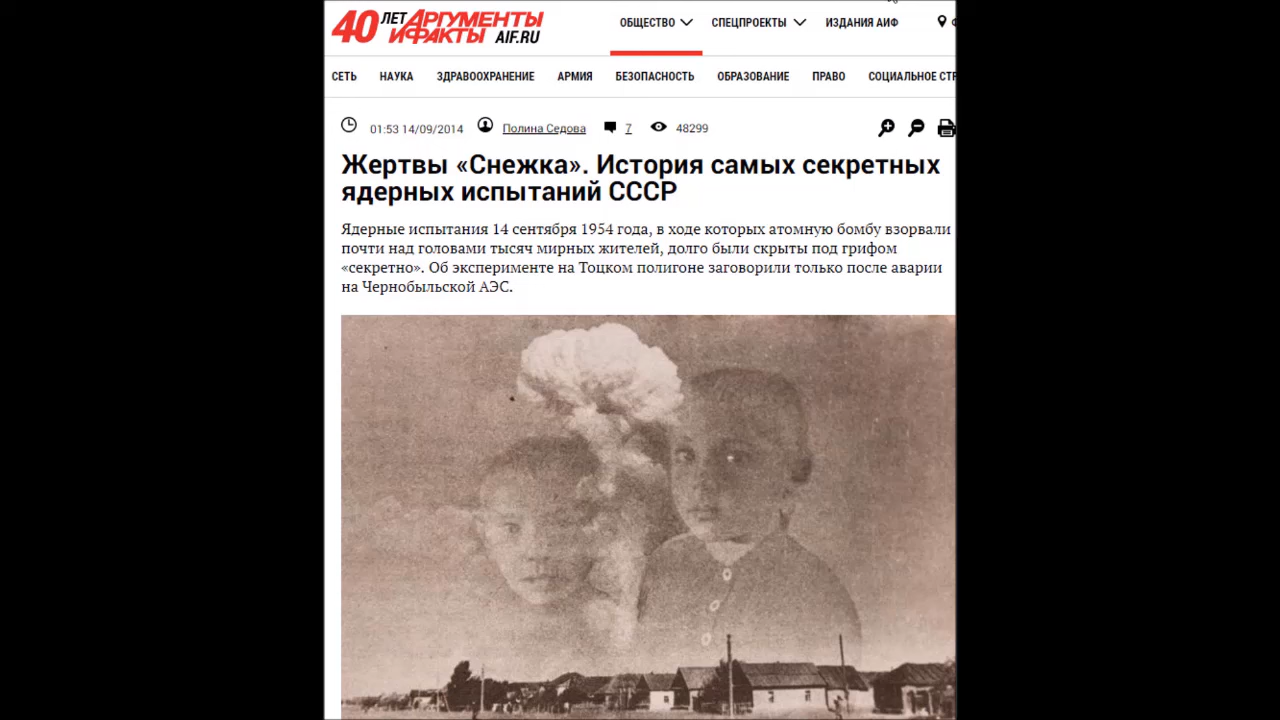 40 ЛЕТ АРГУМЕНТЫ И ФАКТЫ AIF.RU
ОБЩЕСТВО СПЕЦПРОЕКТЫ ИЗДАНИЯ АИФ
СЕТЬ НАУКА ЗДРАВООХРАНЕНИЕ АРМИЯ БЕЗОПАСНОСТЬ ОБРАЗОВАНИЕ ПРАВО СОЦИАЛЬНОЕ СТР
01:53 14/09/2014 Полина Седова 7 48299
Жертвы «Снежка». История самых секретных
ядерных испытаний СССР
Ядерные испытания 14 сентября 1954 года, в ходе которых атомную бомбу взорвали
почти над головами тысяч мирных жителей, долго были скрыты под грифом
«секретно». Об эксперименте на Тоцком полигоне заговорили только после аварии
на Чернобыльской АЭС.